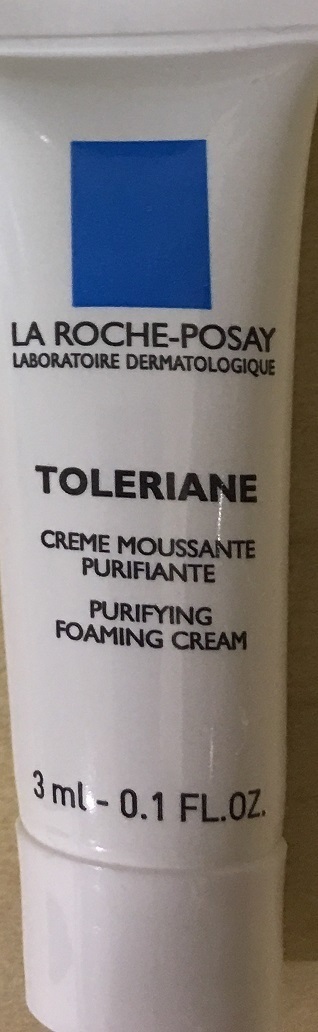 LA ROCHE-POSAY
LABORATOIRE DERMATOLOGIQUE
TOLERIANE
CREME MOUSSANTE
PURIFIANTE
PURIFYING
FOAMING CREAM
3 ml - 0.1 FL.OZ.